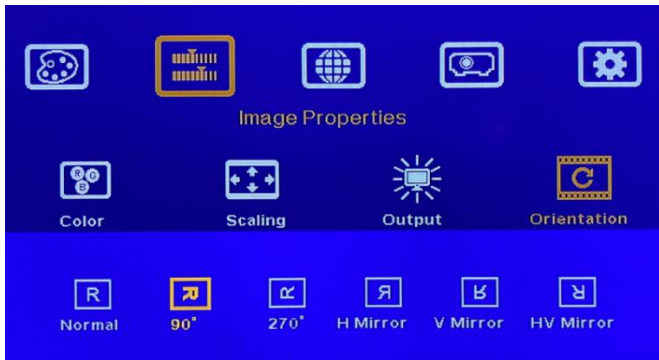 Image Properties
R G B
Color Scaling Output Orientation
R R R R R R
Normal 90° 270° H Mirror V Mirror HV Mirror